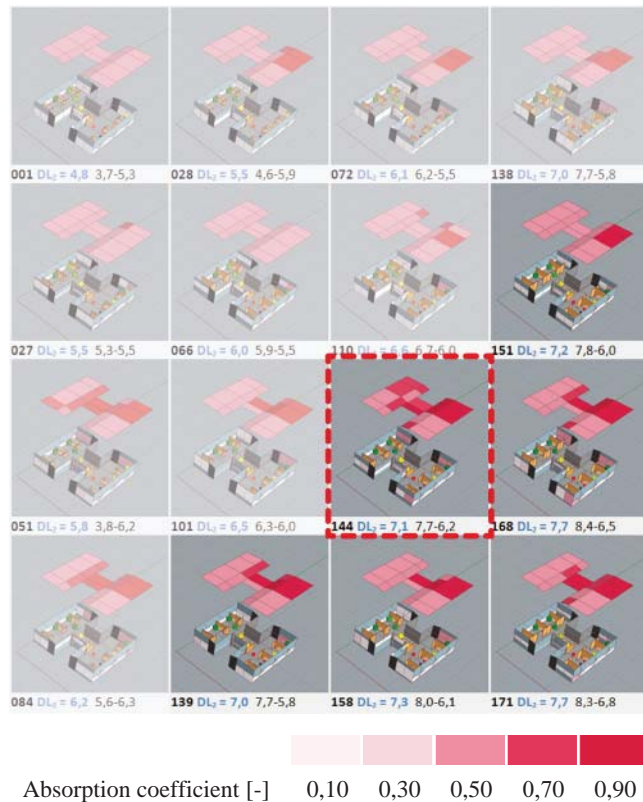 001 DL₂ = 4,8 3,7-5,3 028 DL₂ = 5,5 4,6-5,9 072 DL₂ = 6,1 6,2-5,5 138 DL₂ = 7,0 7,7-5,8
027 DL₂ = 5,5 5,3-5,5 066 DL₂ = 6,0 5,9-5,5 110 DL₂ = 6,6 6,7-6,0 151 DL₂ = 7,2 7,8-6,0
051 DL₂ = 5,8 3,8-6,2 101 DL₂ = 6,5 6,3-6,0 144 DL₂ = 7,1 7,7-6,2 168 DL₂ = 7,7 8,4-6,5
084 DL₂ = 6,2 5,6-6,3 139 DL₂ = 7,0 7,7-5,8 158 DL₂ = 7,3 8,0-6,1 171 DL₂ = 7,7 8,3-6,8
Absorption coefficient [-] 0,10 0,30 0,50 0,70 0,90